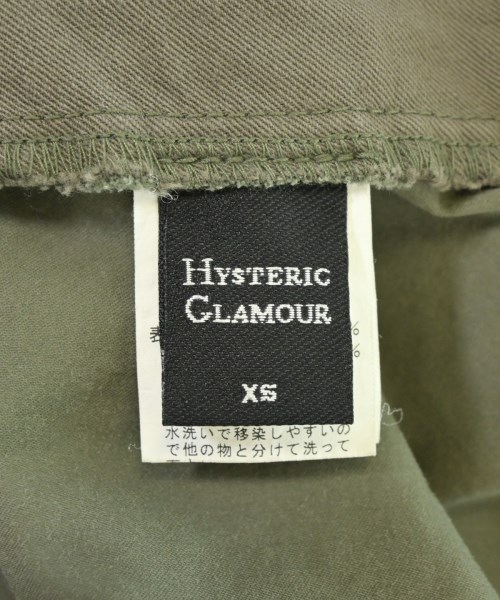 HYSTERIC
GLAMOUR
XS
表
%
%
水洗いで移染しやすいの
で他の物と分けて洗って